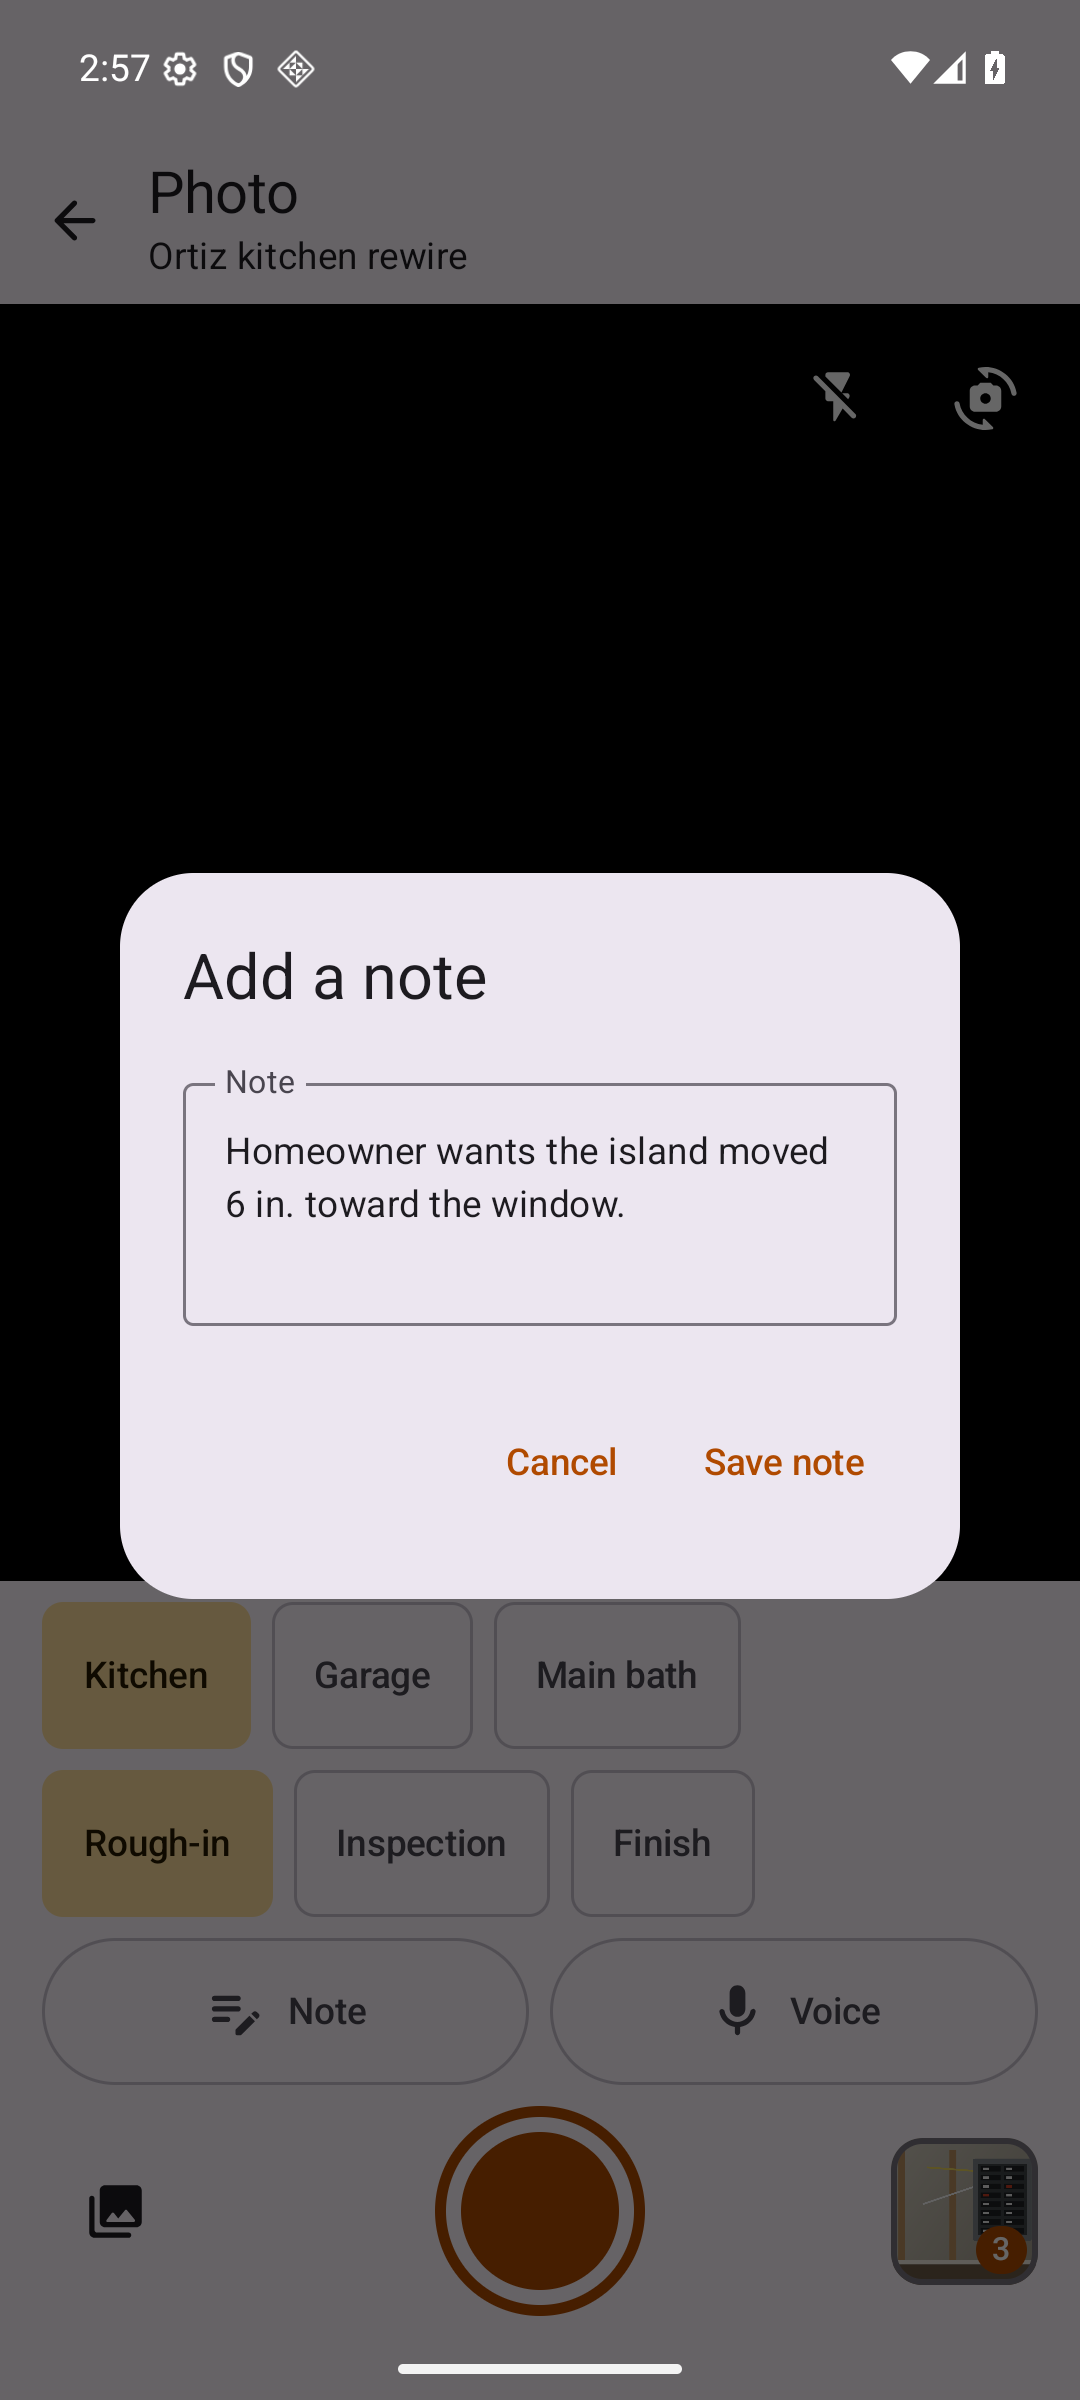 2:57
Photo
Ortiz kitchen rewire
Add a note
Note
Homeowner wants the island moved
6 in. toward the window.
Cancel
Save note
Kitchen
Garage
Main bath
Rough-in
Inspection
Finish
Note
Voice
3